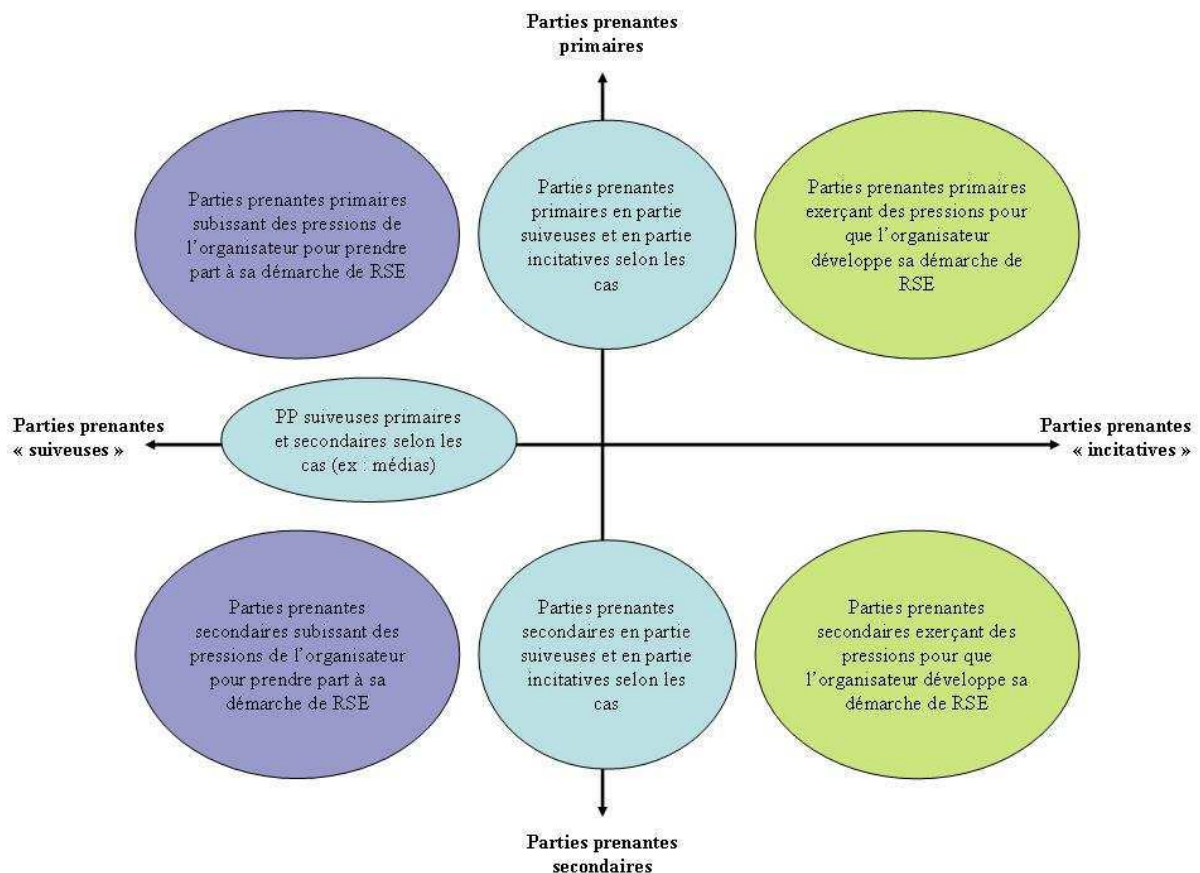 Parties prenantes
primaires
Parties prenantes primaires
subissant des pressions de
l'organisateur pour prendre
part à sa démarche de RSE
Parties prenantes
primaires en partie
suiveuses et en partie
incitatives selon les
cas
Parties prenantes primaires
exerçant des pressions pour
que l'organisateur
développe sa démarche de
RSE
Parties prenantes
« suiveuses »
PP suiveuses primaires
et secondaires selon les
cas (ex : médias)
Parties prenantes
« incitatives »
Parties prenantes
secondaires subissant des
pressions de l'organisateur
pour prendre part à sa
démarche de RSE
Parties prenantes
secondaires en partie
suiveuses et en partie
incitatives selon les
cas
Parties prenantes
secondaires exerçant des
pressions pour que
l'organisateur développe sa
démarche de RSE
Parties prenantes
secondaires